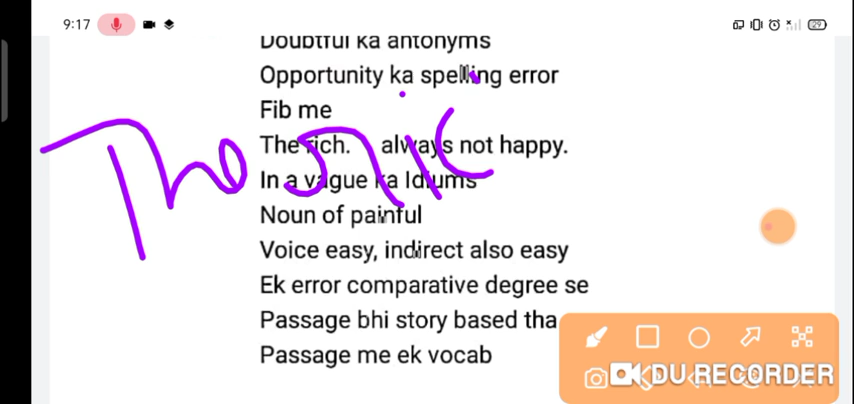 9:17
29
Doubtful ka antonyms
Opportunity ka spelling error
Fib me
The rich. always not happy.
In a vague ka Idiums
Noun of painful
Voice easy, indirect also easy
Ek error comparative degree se
Passage bhi story based tha
Passage me ek vocab
The
DU RECORDER